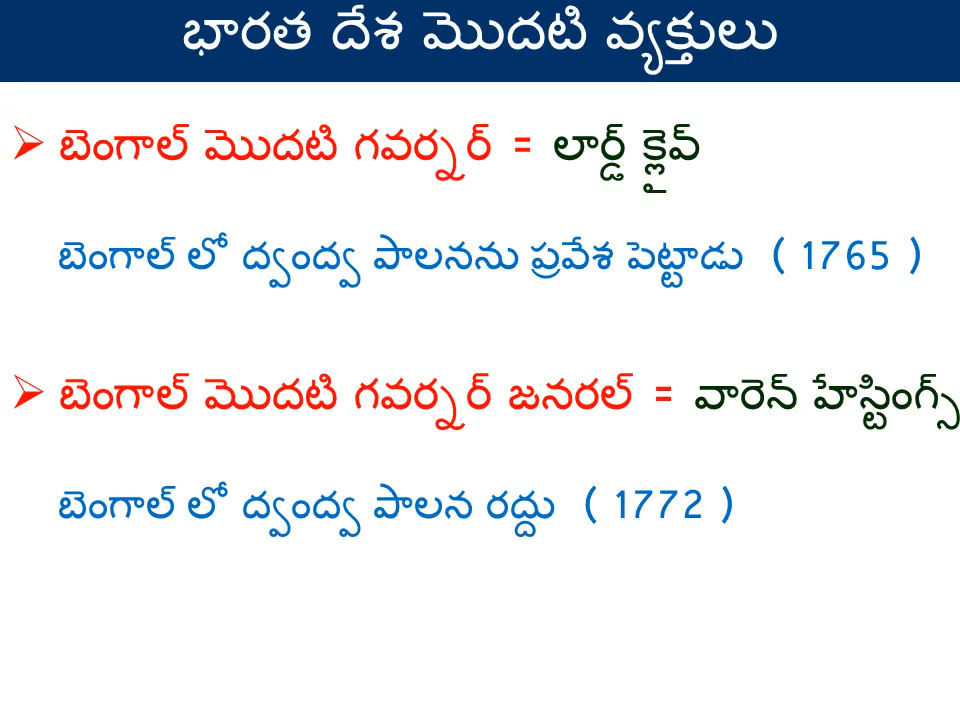 భారత దేశ మొదటి వ్యక్తులు
➢ బెంగాల్ మొదటి గవర్నర్ = లార్డ్ క్లైవ్
బెంగాల్ లో ద్వంద్వ పాలనను ప్రవేశ పెట్టాడు ( 1765 )
➢ బెంగాల్ మొదటి గవర్నర్ జనరల్ = వారెన్ హేస్టింగ్స్
బెంగాల్ లో ద్వంద్వ పాలన రద్దు ( 1772 )